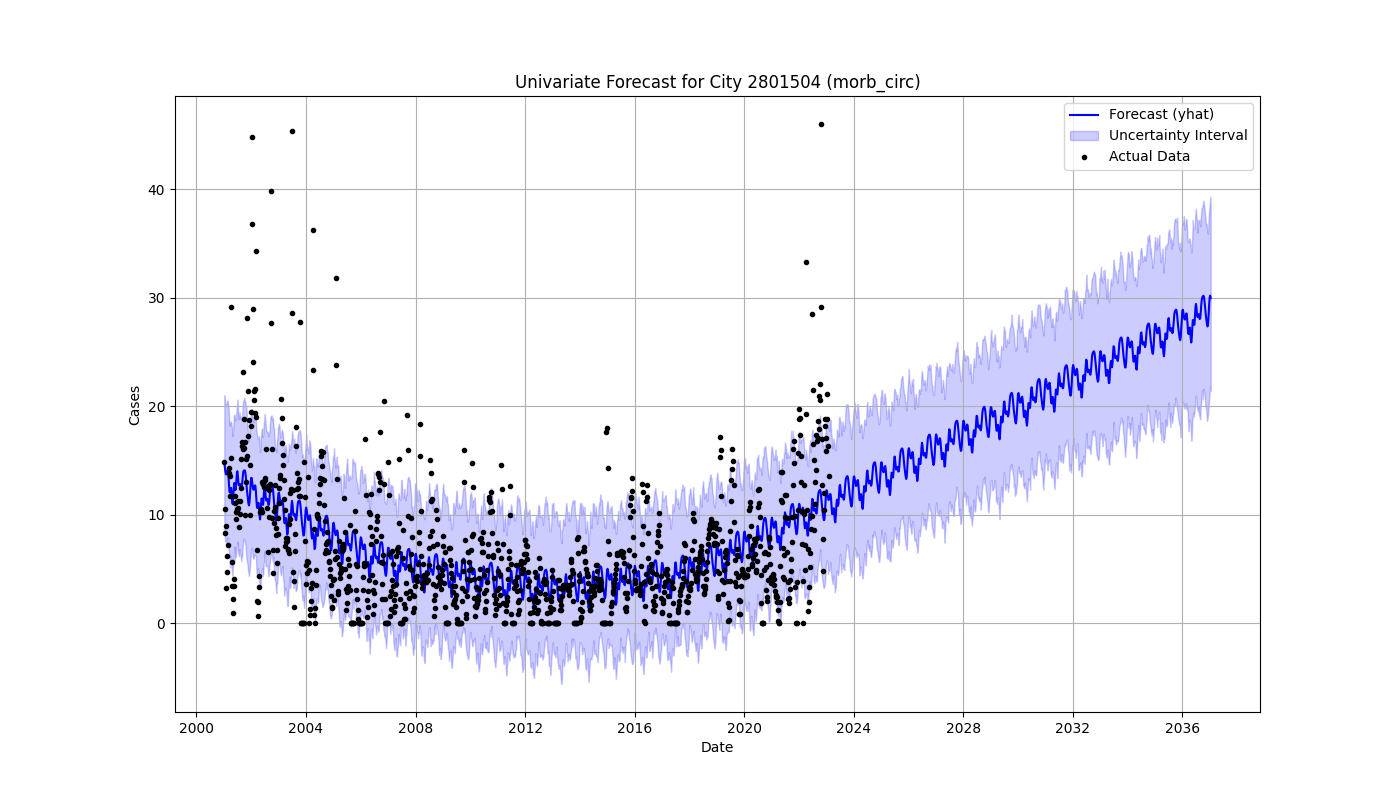 Univariate Forecast for City 2801504 (morb_circ)
Forecast (yhat)
Uncertainty Interval
Actual Data
Cases
40
30
20
10
0
2000 2004 2008 2012 2016 2020 2024 2028 2032 2036
Date